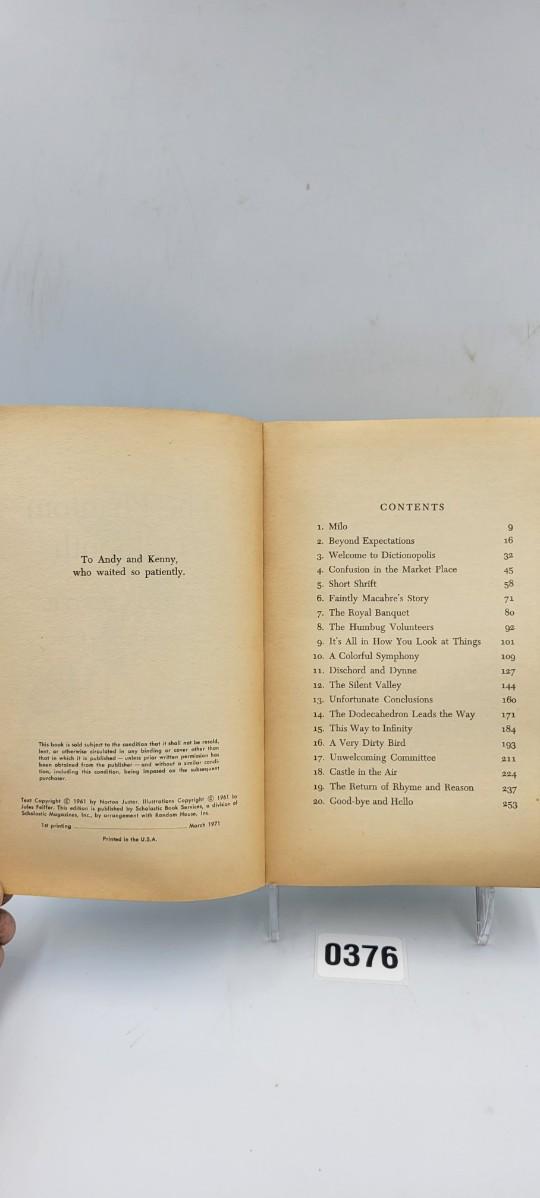 To Andy and Kenny,
who waited so patiently.
This book is sold subject to the condition that it shall not be resold,
lent, or otherwise circulated in any binding or cover other than
that in which it is published — unless prior written permission has
been obtained from the publisher — and without a similar condi-
tion, including this condition, being imposed on the subsequent
purchaser.
Text Copyright © 1961 by Norton Juster. Illustrations Copyright © 1961 by
Jules Feiffer. This edition is published by Scholastic Book Services, a division of
Scholastic Magazines, Inc., by arrangement with Random House, Inc.
1st printing March 1971
Printed in the U.S.A.
CONTENTS
1. Milo 9
2. Beyond Expectations 16
3. Welcome to Dictionopolis 32
4. Confusion in the Market Place 45
5. Short Shrift 58
6. Faintly Macabre's Story 71
7. The Royal Banquet 80
8. The Humbug Volunteers 92
9. It's All in How You Look at Things 101
10. A Colorful Symphony 109
11. Dischord and Dynne 127
12. The Silent Valley 144
13. Unfortunate Conclusions 160
14. The Dodecahedron Leads the Way 171
15. This Way to Infinity 184
16. A Very Dirty Bird 193
17. Unwelcoming Committee 211
18. Castle in the Air 224
19. The Return of Rhyme and Reason 237
20. Good-bye and Hello 253
0376